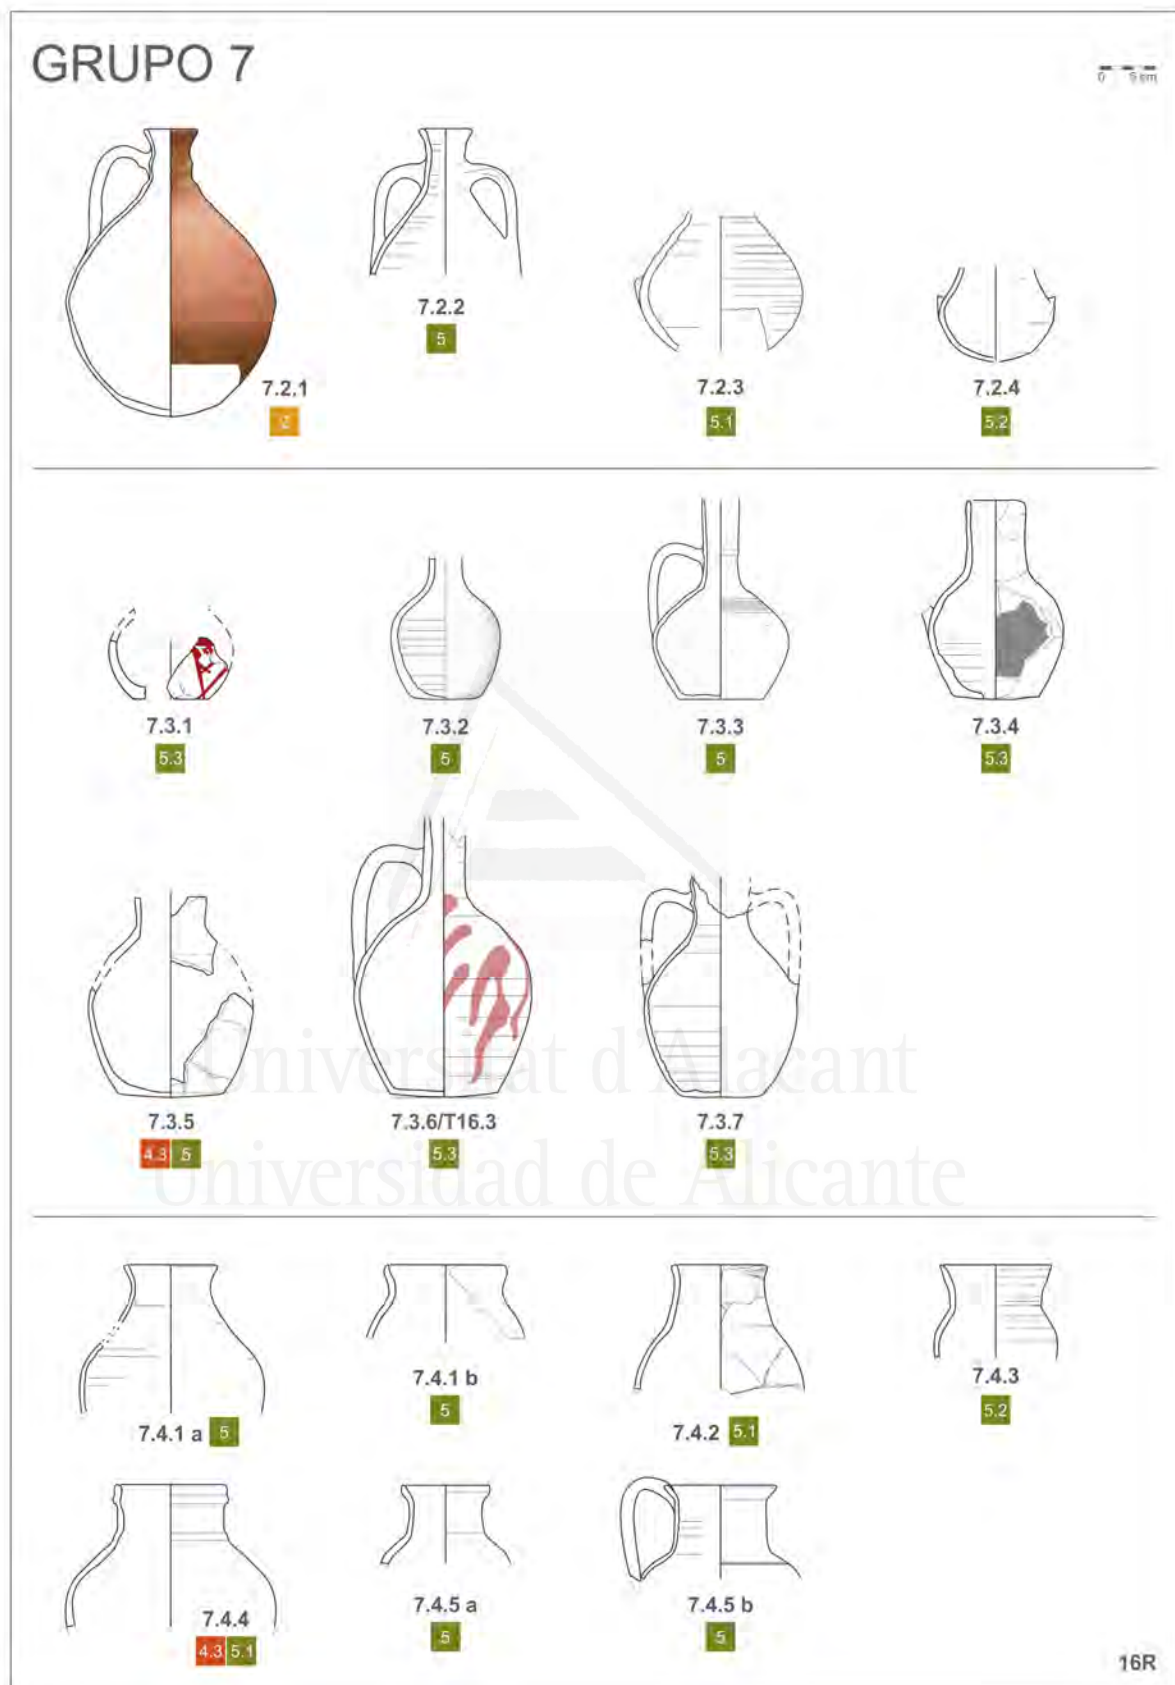 GRUPO 7
0 5 cm
7.2.1
2
7.2.2
5
7.2.3
5.1
7.2.4
5.2
7.3.1
5.3
7.3.2
5
7.3.3
5
7.3.4
5.3
7.3.5
4.3 5
7.3.6/T16.3
5.3
7.3.7
5.3
Universitat d'Alacant
Universidad de Alicante
7.4.1 a 5
7.4.1 b
5
7.4.2 5.1
7.4.3
5.2
7.4.4
4.3 5.1
7.4.5 a
5
7.4.5 b
5
16R